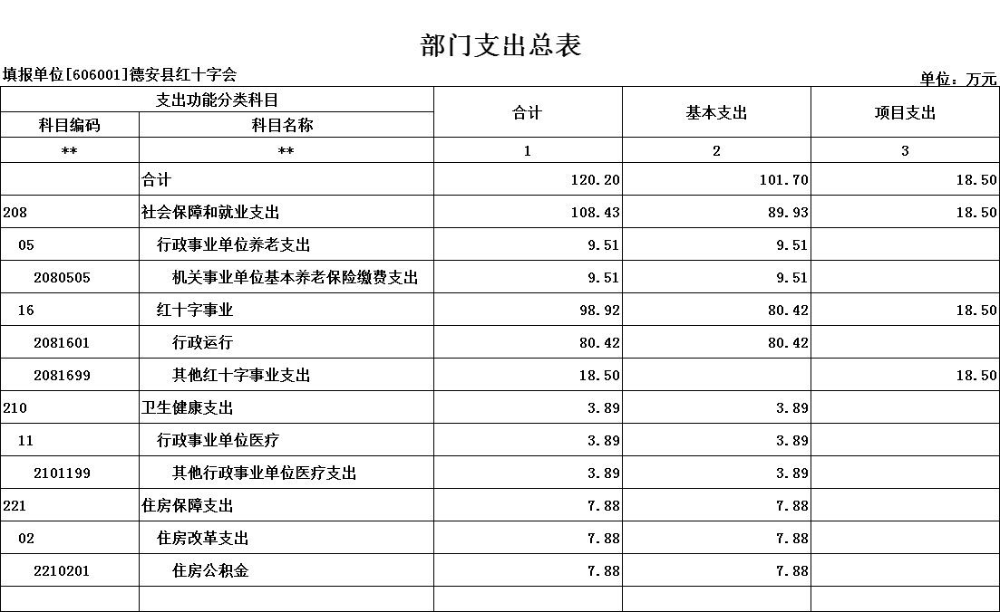 部门支出总表
填报单位[606001]德安县红十字会 单位：万元
支出功能分类科目 合计 基本支出 项目支出
科目编码 科目名称
** ** 1 2 3
合计 120.20 101.70 18.50
208 社会保障和就业支出 108.43 89.93 18.50
05 行政事业单位养老支出 9.51 9.51
2080505 机关事业单位基本养老保险缴费支出 9.51 9.51
16 红十字事业 98.92 80.42 18.50
2081601 行政运行 80.42 80.42
2081699 其他红十字事业支出 18.50 18.50
210 卫生健康支出 3.89 3.89
11 行政事业单位医疗 3.89 3.89
2101199 其他行政事业单位医疗支出 3.89 3.89
221 住房保障支出 7.88 7.88
02 住房改革支出 7.88 7.88
2210201 住房公积金 7.88 7.88